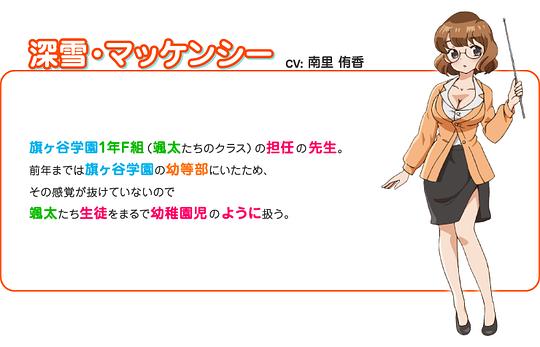 深雪・マッケンシー CV: 南里 侑香
旗ヶ谷学園1年F組（颯太たちのクラス）の担任の先生。
前年までは旗ヶ谷学園の幼等部にいたため、
その感覚が抜けていないので
颯太たち生徒をまるで幼稚園児のように扱う。